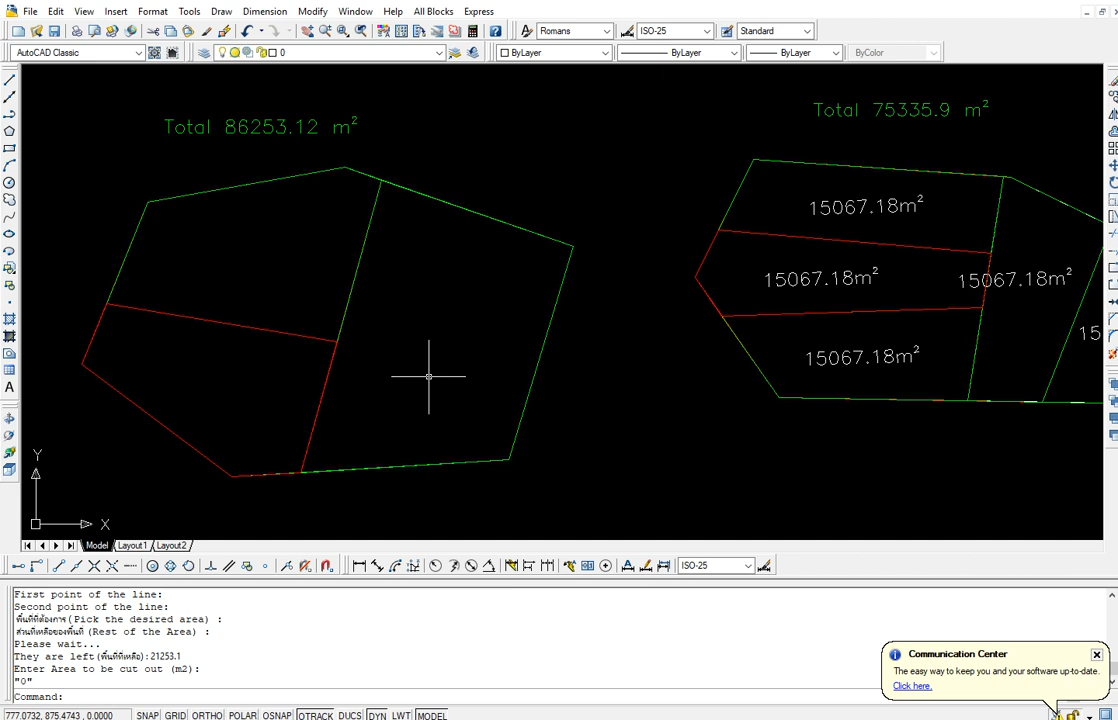 File Edit View Insert Format Tools Draw Dimension Modify Window Help All Blocks Express
Romans ISO-25 Standard
AutoCAD Classic 0 ByLayer ByLayer ByLayer ByColor
Total 86253.12 m²
Total 75335.9 m²
15067.18m²
15067.18m²
15067.18m²
15
15067.18m²
Y
X
Model Layout1 Layout2
ISO-25
First point of the line:
Second point of the line:
พื้นที่ที่ต้องการ (Pick the desired area) :
ส่วนที่เหลือของพื้นที่ (Rest of the Area) :
Please wait...
They are left(พื้นที่ที่เหลือ):21253.1
Enter Area to be cut out (m2):
"0"
Command:
Communication Center
The easy way to keep you and your software up-to-date.
Click here.
777.0732, 875.4743 , 0.0000 SNAP GRID ORTHO POLAR OSNAP OTRACK DUCS DYN LWT MODEL